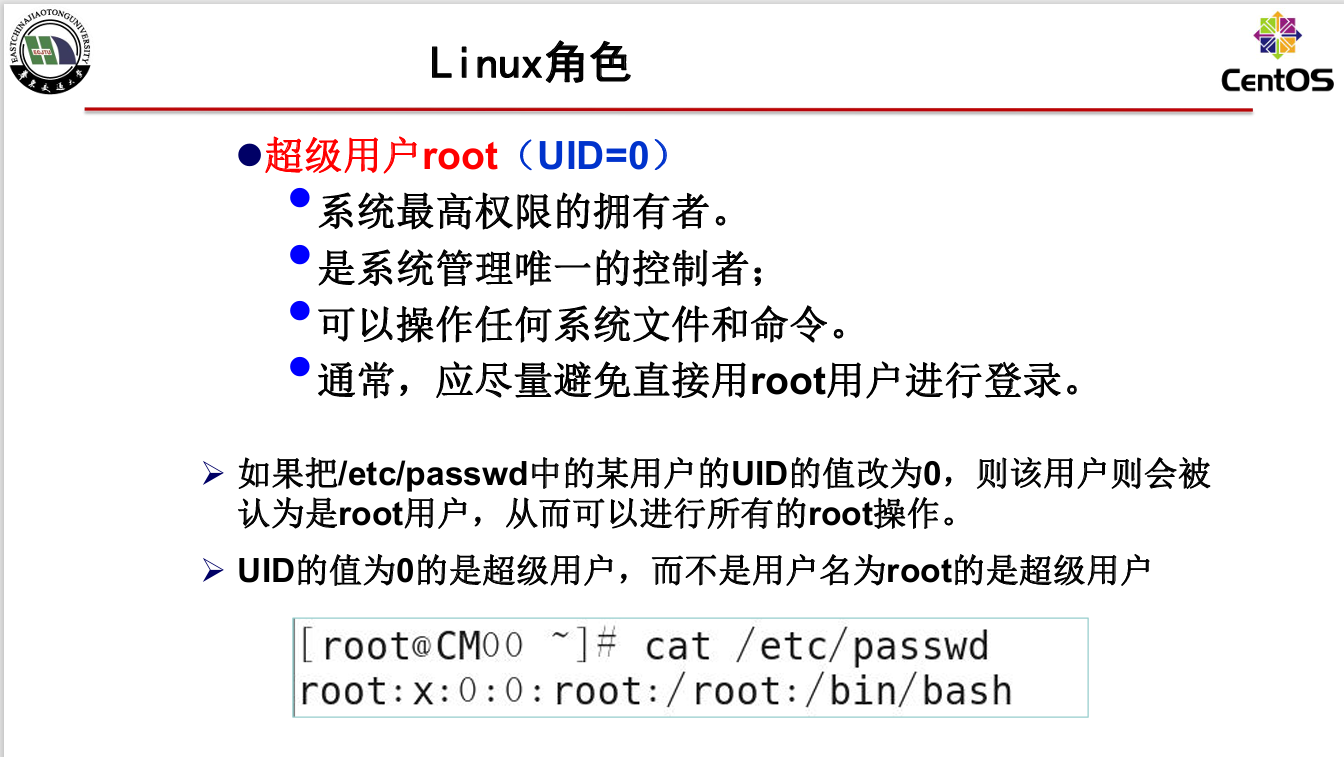 EASTCHINAJIAOTONGUNIVERSITY
ECJTU
华东交通大学
Linux角色
CentOS
超级用户root（UID=0）
系统最高权限的拥有者。
是系统管理唯一的控制者；
可以操作任何系统文件和命令。
通常，应尽量避免直接用root用户进行登录。
如果把/etc/passwd中的某用户的UID的值改为0，则该用户则会被
认为是root用户，从而可以进行所有的root操作。
UID的值为0的是超级用户，而不是用户名为root的是超级用户
[root@CM00 ~]# cat /etc/passwd
root:x:0:0:root:/root:/bin/bash